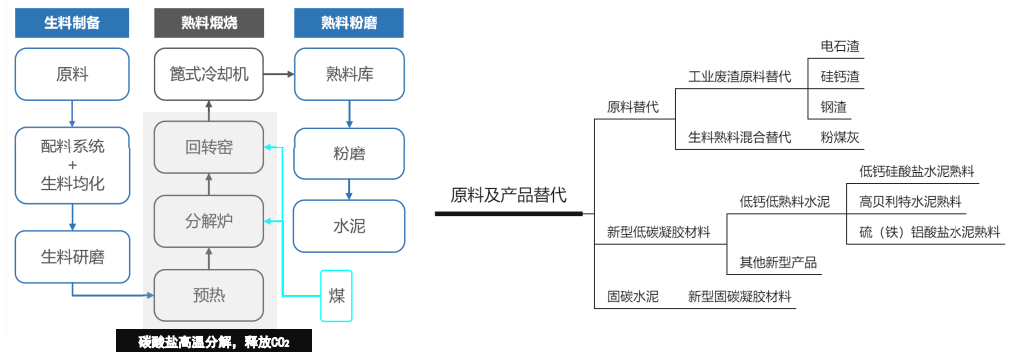 生料制备
熟料煅烧
熟料粉磨
原料
篦式冷却机
熟料库
配料系统
+
生料均化
回转窑
粉磨
分解炉
水泥
生料研磨
预热
煤
碳酸盐高温分解，释放CO₂
原料及产品替代
原料替代
工业废渣原料替代
电石渣
硅钙渣
钢渣
生料熟料混合替代
粉煤灰
新型低碳凝胶材料
低钙低熟料水泥
低钙硅酸盐水泥熟料
高贝利特水泥熟料
硫（铁）铝酸盐水泥熟料
其他新型产品
固碳水泥
新型固碳凝胶材料